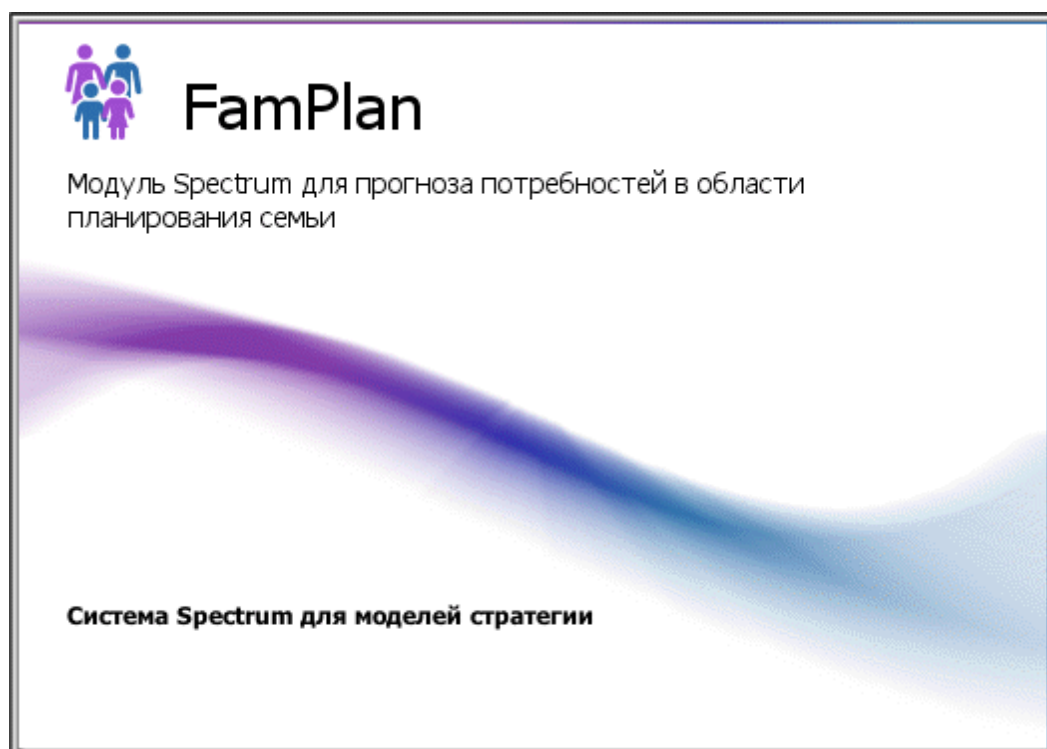 FamPlan
Модуль Spectrum для прогноза потребностей в области
планирования семьи
Система Spectrum для моделей стратегии